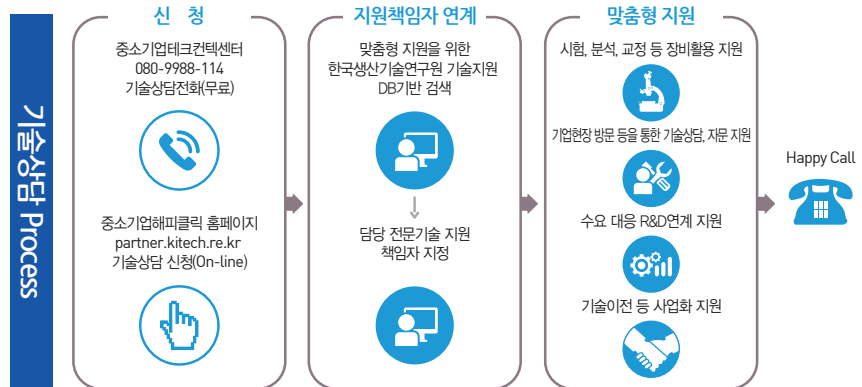 기술상담 Process
신 청
중소기업테크컨텍센터
080-9988-114
기술상담전화(무료)
중소기업해피클릭 홈페이지
partner.kitech.re.kr
기술상담 신청(On-line)
지원책임자 연계
맞춤형 지원을 위한
한국생산기술연구원 기술지원
DB기반 검색
담당 전문기술 지원
책임자 지정
맞춤형 지원
시험, 분석, 교정 등 장비활용 지원
기업현장 방문 등을 통한 기술상담, 자문 지원
수요 대응 R&D연계 지원
기술이전 등 사업화 지원
Happy Call